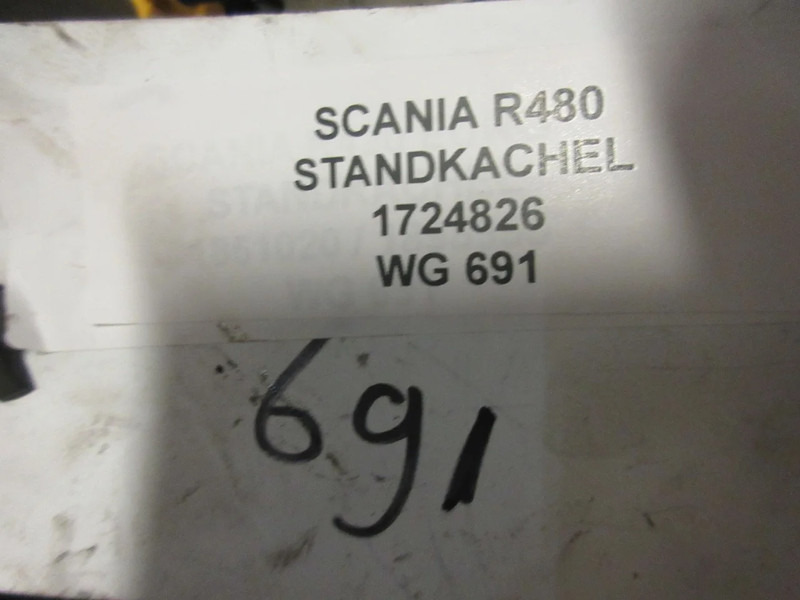 SCANIA R480
STANDKACHEL
1724826
WG 691
691